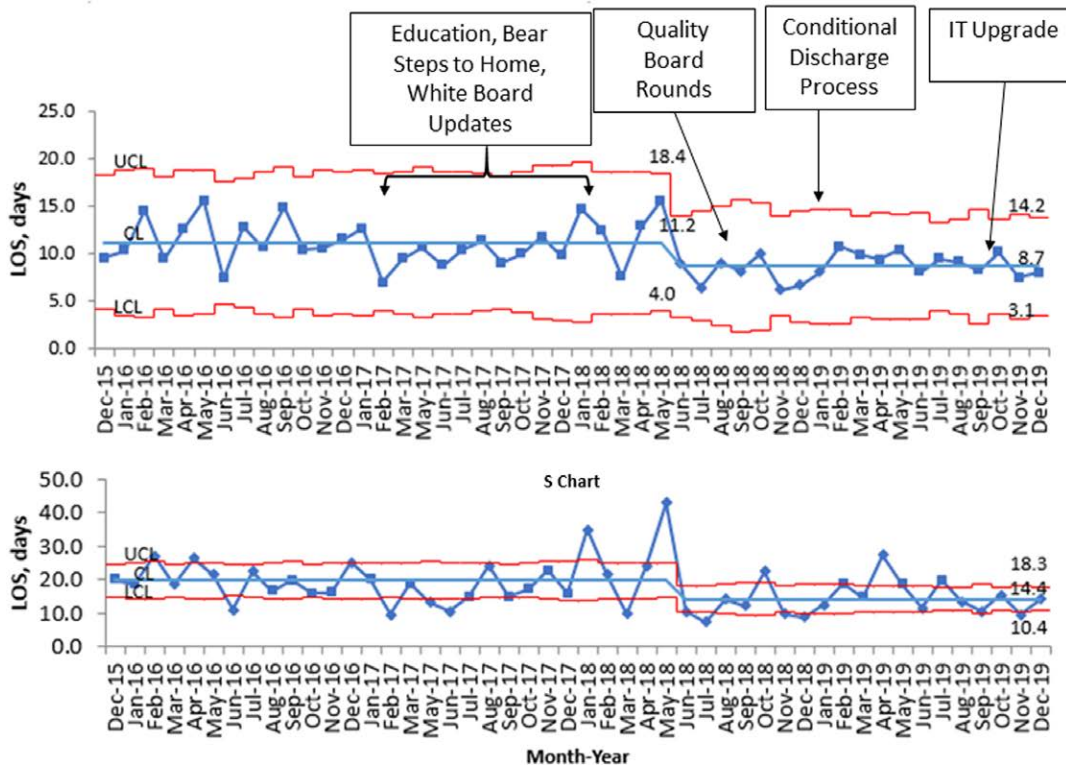 Education, Bear
Steps to Home,
White Board
Updates
Quality
Board
Rounds
Conditional
Discharge
Process
IT Upgrade
LOS, days
25.0
20.0
15.0
10.0
5.0
0.0
UCL
CL
LCL
18.4
11.2
4.0
14.2
8.7
3.1
Dec-15
Jan-16
Feb-16
Mar-16
Apr-16
May-16
Jun-16
Jul-16
Aug-16
Sep-16
Oct-16
Nov-16
Dec-16
Jan-17
Feb-17
Mar-17
Apr-17
May-17
Jun-17
Jul-17
Aug-17
Sep-17
Oct-17
Nov-17
Dec-17
Jan-18
Feb-18
Mar-18
Apr-18
May-18
Jun-18
Jul-18
Aug-18
Sep-18
Oct-18
Nov-18
Dec-18
Jan-19
Feb-19
Mar-19
Apr-19
May-19
Jun-19
Jul-19
Aug-19
Sep-19
Oct-19
Nov-19
Dec-19
S Chart
LOS, days
50.0
40.0
30.0
20.0
10.0
0.0
UCL
CL
LCL
18.3
14.4
10.4
Dec-15
Jan-16
Feb-16
Mar-16
Apr-16
May-16
Jun-16
Jul-16
Aug-16
Sep-16
Oct-16
Nov-16
Dec-16
Jan-17
Feb-17
Mar-17
Apr-17
May-17
Jun-17
Jul-17
Aug-17
Sep-17
Oct-17
Nov-17
Dec-17
Jan-18
Feb-18
Mar-18
Apr-18
May-18
Jun-18
Jul-18
Aug-18
Sep-18
Oct-18
Nov-18
Dec-18
Jan-19
Feb-19
Mar-19
Apr-19
May-19
Jun-19
Jul-19
Aug-19
Sep-19
Oct-19
Nov-19
Dec-19
Month-Year